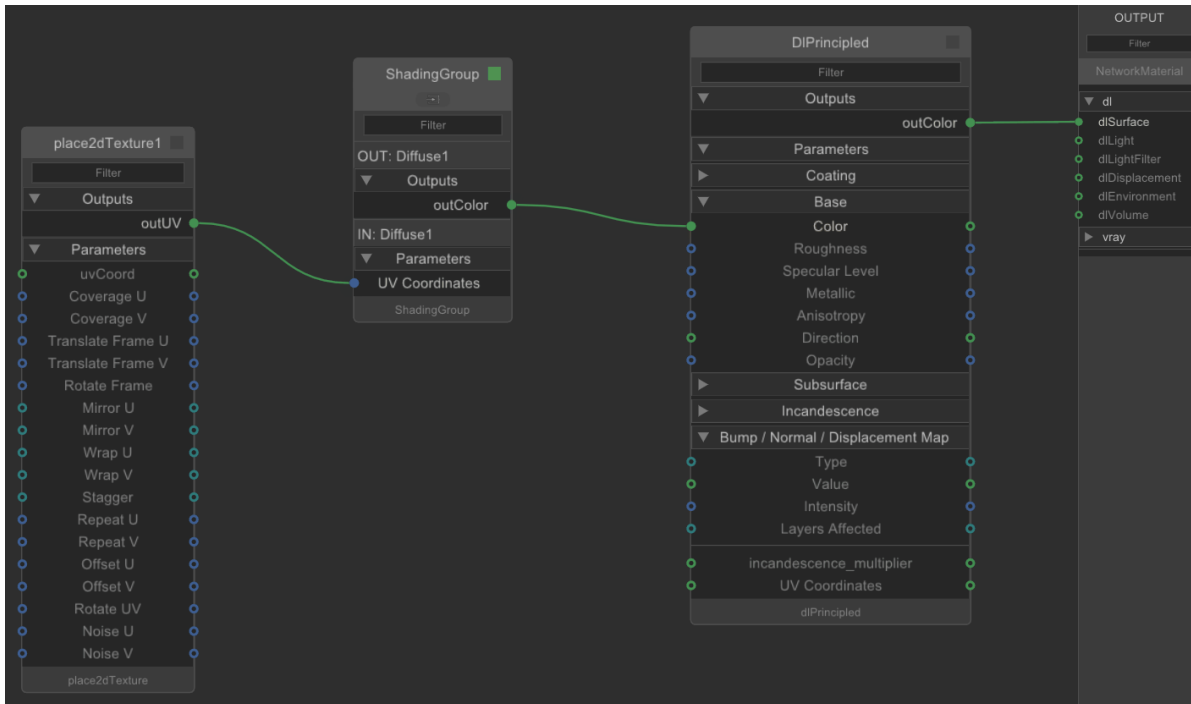 place2dTexture1
Filter
Outputs
outUV
Parameters
uvCoord
Coverage U
Coverage V
Translate Frame U
Translate Frame V
Rotate Frame
Mirror U
Mirror V
Wrap U
Wrap V
Stagger
Repeat U
Repeat V
Offset U
Offset V
Rotate UV
Noise U
Noise V
place2dTexture
ShadingGroup
Filter
OUT: Diffuse1
Outputs
outColor
IN: Diffuse1
Parameters
UV Coordinates
ShadingGroup
DlPrincipled
Filter
Outputs
outColor
Parameters
Coating
Base
Color
Roughness
Specular Level
Metallic
Anisotropy
Direction
Opacity
Subsurface
Incandescence
Bump / Normal / Displacement Map
Type
Value
Intensity
Layers Affected
incandescence_multiplier
UV Coordinates
dlPrincipled
OUTPUT
Filter
NetworkMaterial
dl
dlSurface
dlLight
dlLightFilter
dlDisplacement
dlEnvironment
dlVolume
vray